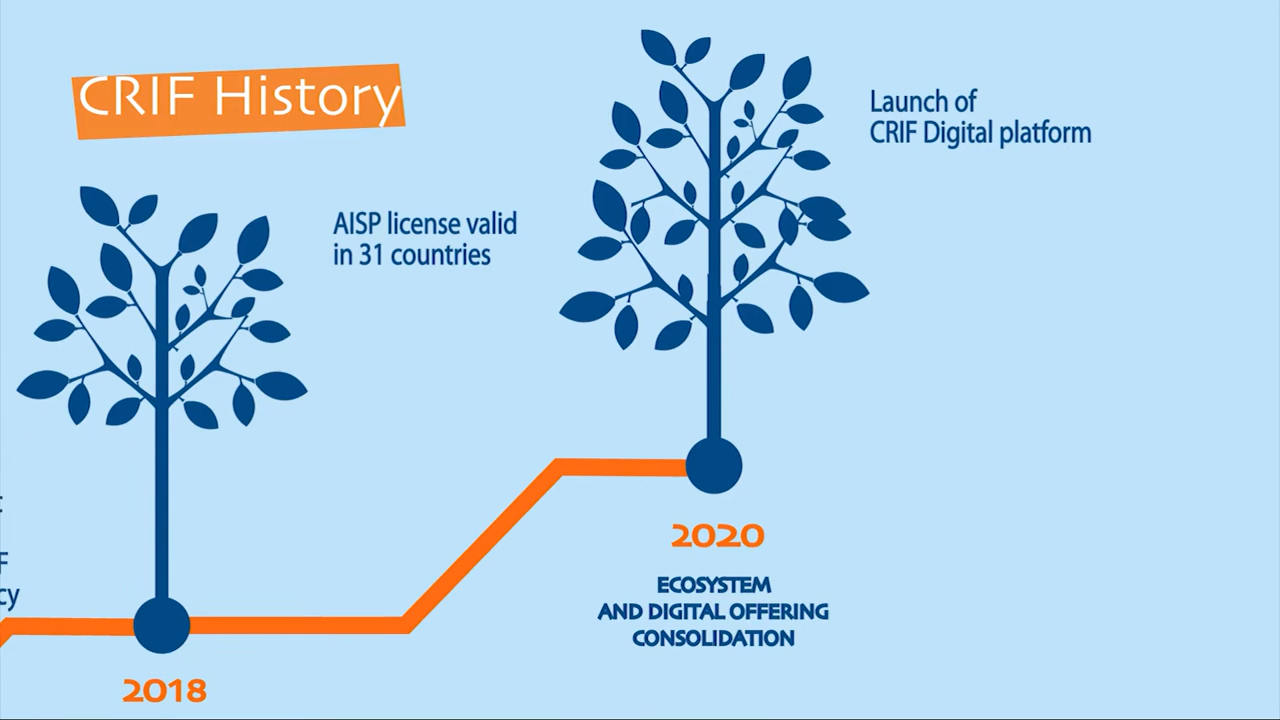 CRIF History
Launch of
CRIF Digital platform
AISP license valid
in 31 countries
2020
ECOSYSTEM
AND DIGITAL OFFERING
CONSOLIDATION
2018